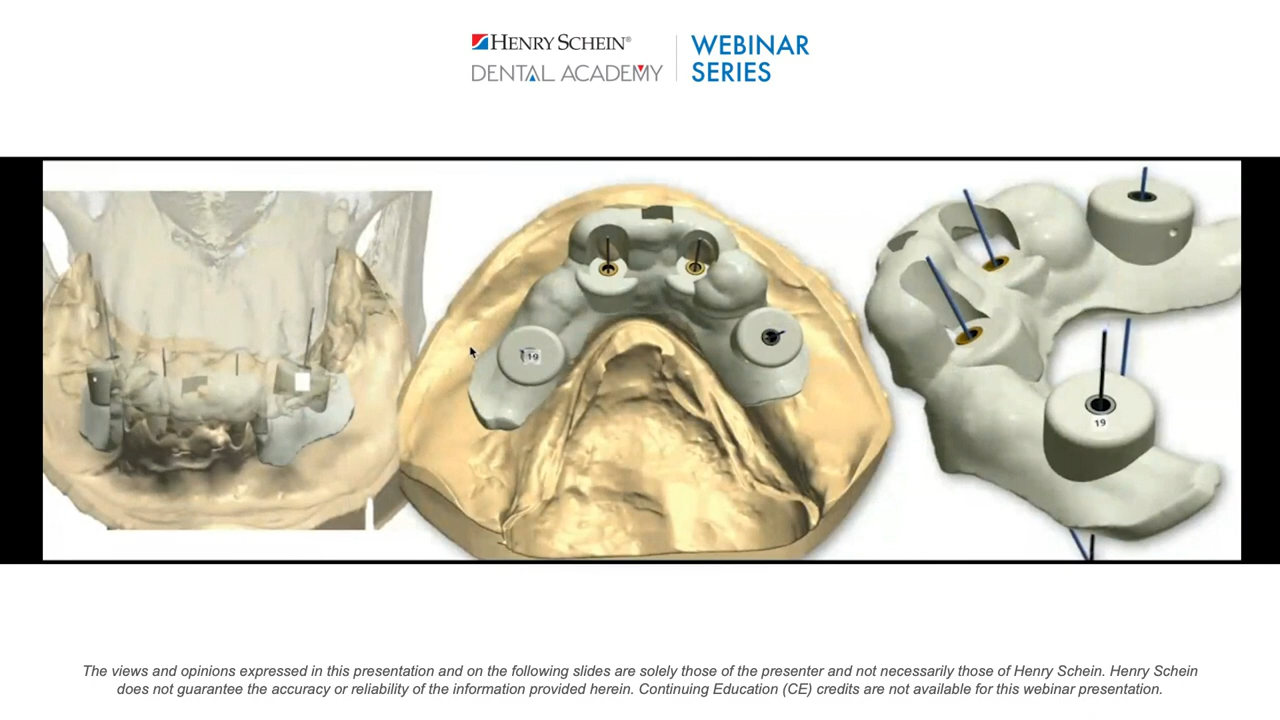 HENRY SCHEIN®
DENTAL ACADEMY
WEBINAR
SERIES
19
19
The views and opinions expressed in this presentation and on the following slides are solely those of the presenter and not necessarily those of Henry Schein. Henry Schein
does not guarantee the accuracy or reliability of the information provided herein. Continuing Education (CE) credits are not available for this webinar presentation.